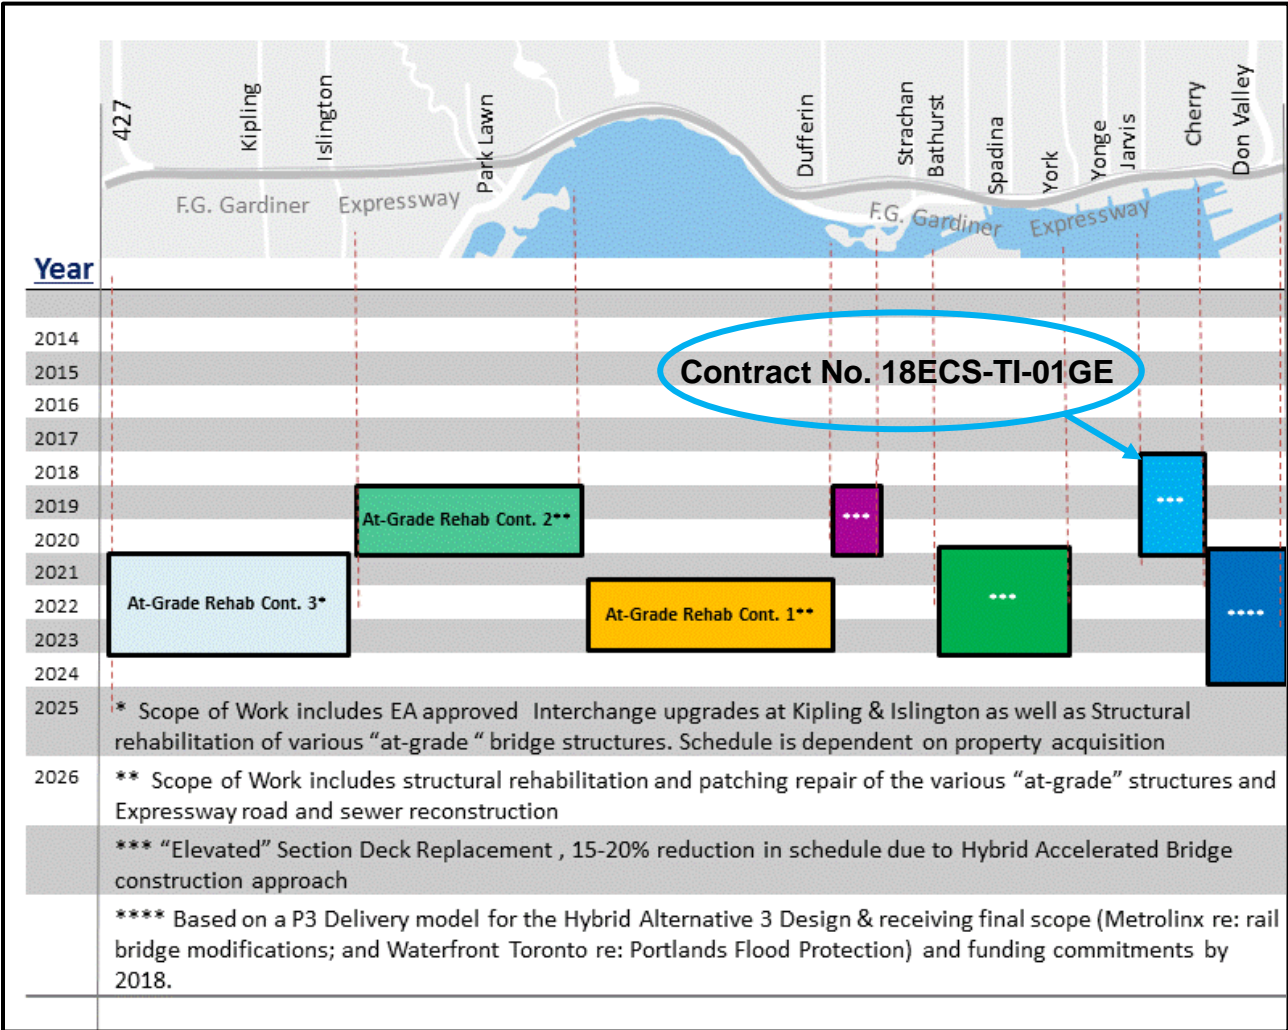 427
Kipling
Islington
Park Lawn
Dufferin
Strachan
Bathurst
Spadina
York
Yonge
Jarvis
Cherry
Don Valley
F.G. Gardiner Expressway
F.G. Gardiner Expressway
Year
2014
2015
2016
2017
2018
2019
2020
2021
2022
2023
2024
Contract No. 18ECS-TI-01GE
At-Grade Rehab Cont. 2**
***
***
At-Grade Rehab Cont. 3*
At-Grade Rehab Cont. 1**
***
****
2025
* Scope of Work includes EA approved Interchange upgrades at Kipling & Islington as well as Structural
rehabilitation of various "at-grade " bridge structures. Schedule is dependent on property acquisition
2026
** Scope of Work includes structural rehabilitation and patching repair of the various "at-grade" structures and
Expressway road and sewer reconstruction
*** "Elevated" Section Deck Replacement , 15-20% reduction in schedule due to Hybrid Accelerated Bridge
construction approach
**** Based on a P3 Delivery model for the Hybrid Alternative 3 Design & receiving final scope (Metrolinx re: rail
bridge modifications; and Waterfront Toronto re: Portlands Flood Protection) and funding commitments by
2018.